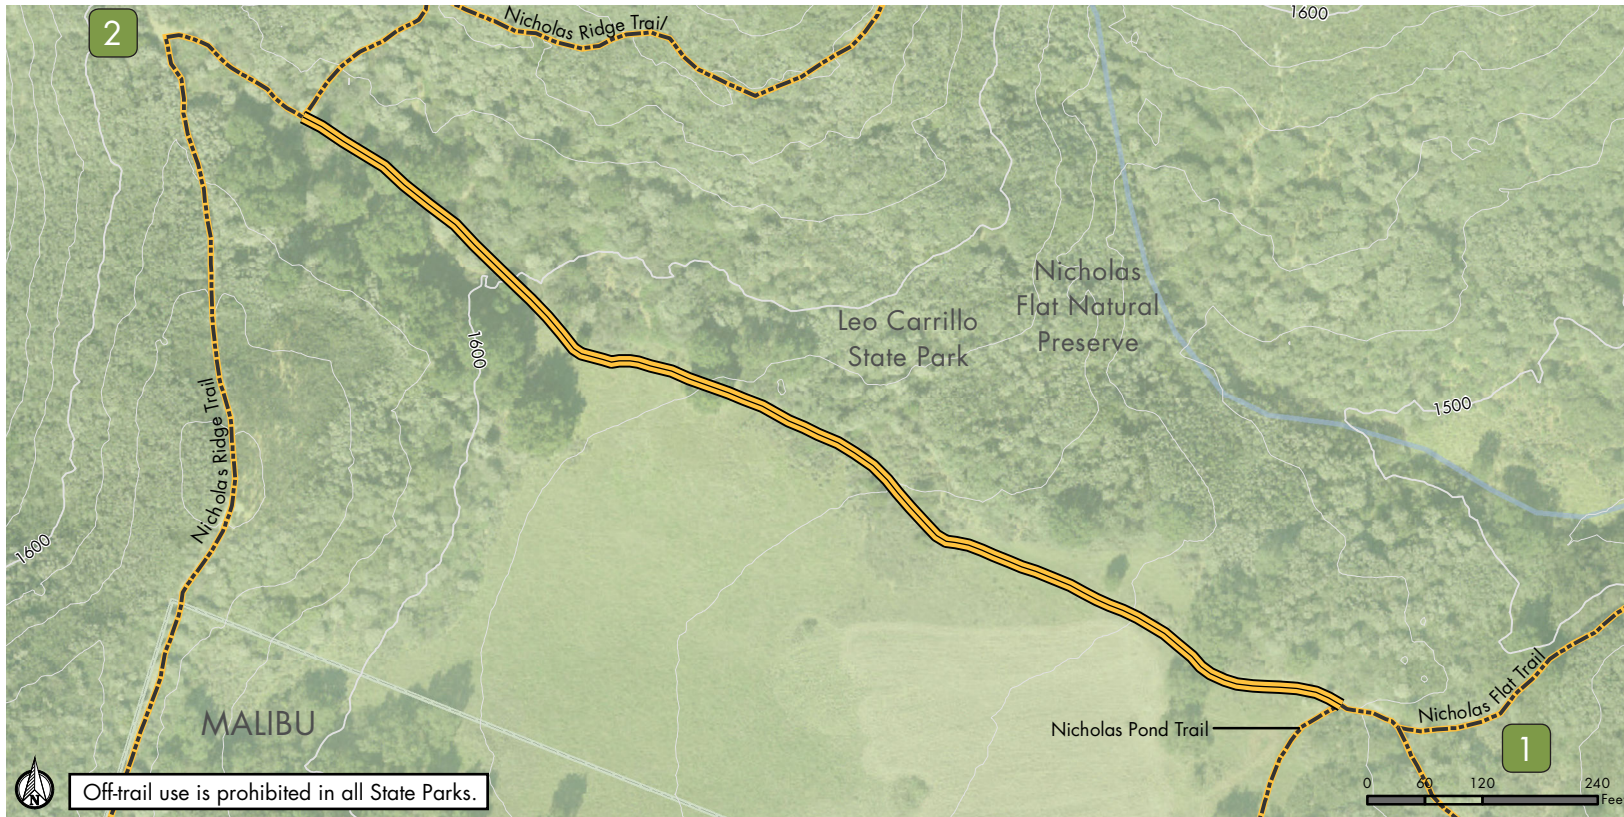 2
Nicholas Ridge Trail/
1600
Nicholas
Flat Natural
Preserve
Leo Carrillo
State Park
1600
Nicholas Ridge Trail
1500
1600
MALIBU
Nicholas Flat Trail
Nicholas Pond Trail
1
N
Off-trail use is prohibited in all State Parks.
0 60 120 240
Fee